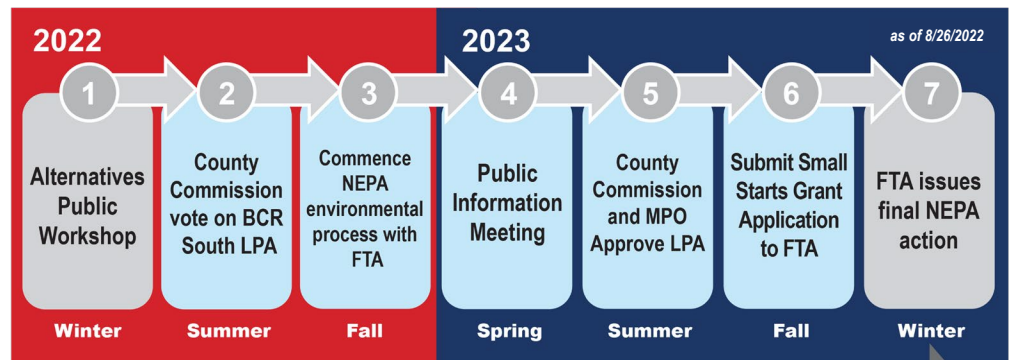 2022
2023
as of 8/26/2022
1
2
3
4
5
6
7
Alternatives
Public
Workshop
County
Commission
vote on BCR
South LPA
Commence
NEPA
environmental
process with
FTA
Public
Information
Meeting
County
Commission
and MPO
Approve LPA
Submit Small
Starts Grant
Application
to FTA
FTA issues
final NEPA
action
Winter
Summer
Fall
Spring
Summer
Fall
Winter